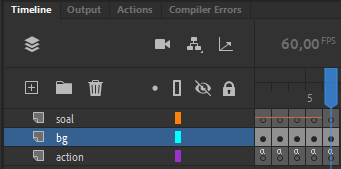 Timeline Output Actions Compiler Errors
60,00 FPS
5
soal
bg
action
a a a a a